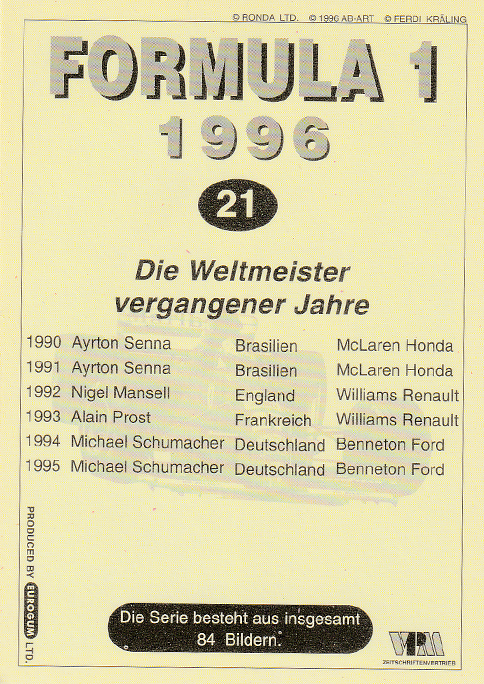 © RONDA LTD. © 1996 AB-ART © FERDI KRÄLING
FORMULA 1
1996
21
Die Weltmeister
vergangener Jahre
1990 Ayrton Senna Brasilien McLaren Honda
1991 Ayrton Senna Brasilien McLaren Honda
1992 Nigel Mansell England Williams Renault
1993 Alain Prost Frankreich Williams Renault
1994 Michael Schumacher Deutschland Benneton Ford
1995 Michael Schumacher Deutschland Benneton Ford
PRODUCED BY EUROGUM LTD.
Die Serie besteht aus insgesamt
84 Bildern.
VPM
ZEITSCHRIFTENVERTRIEB